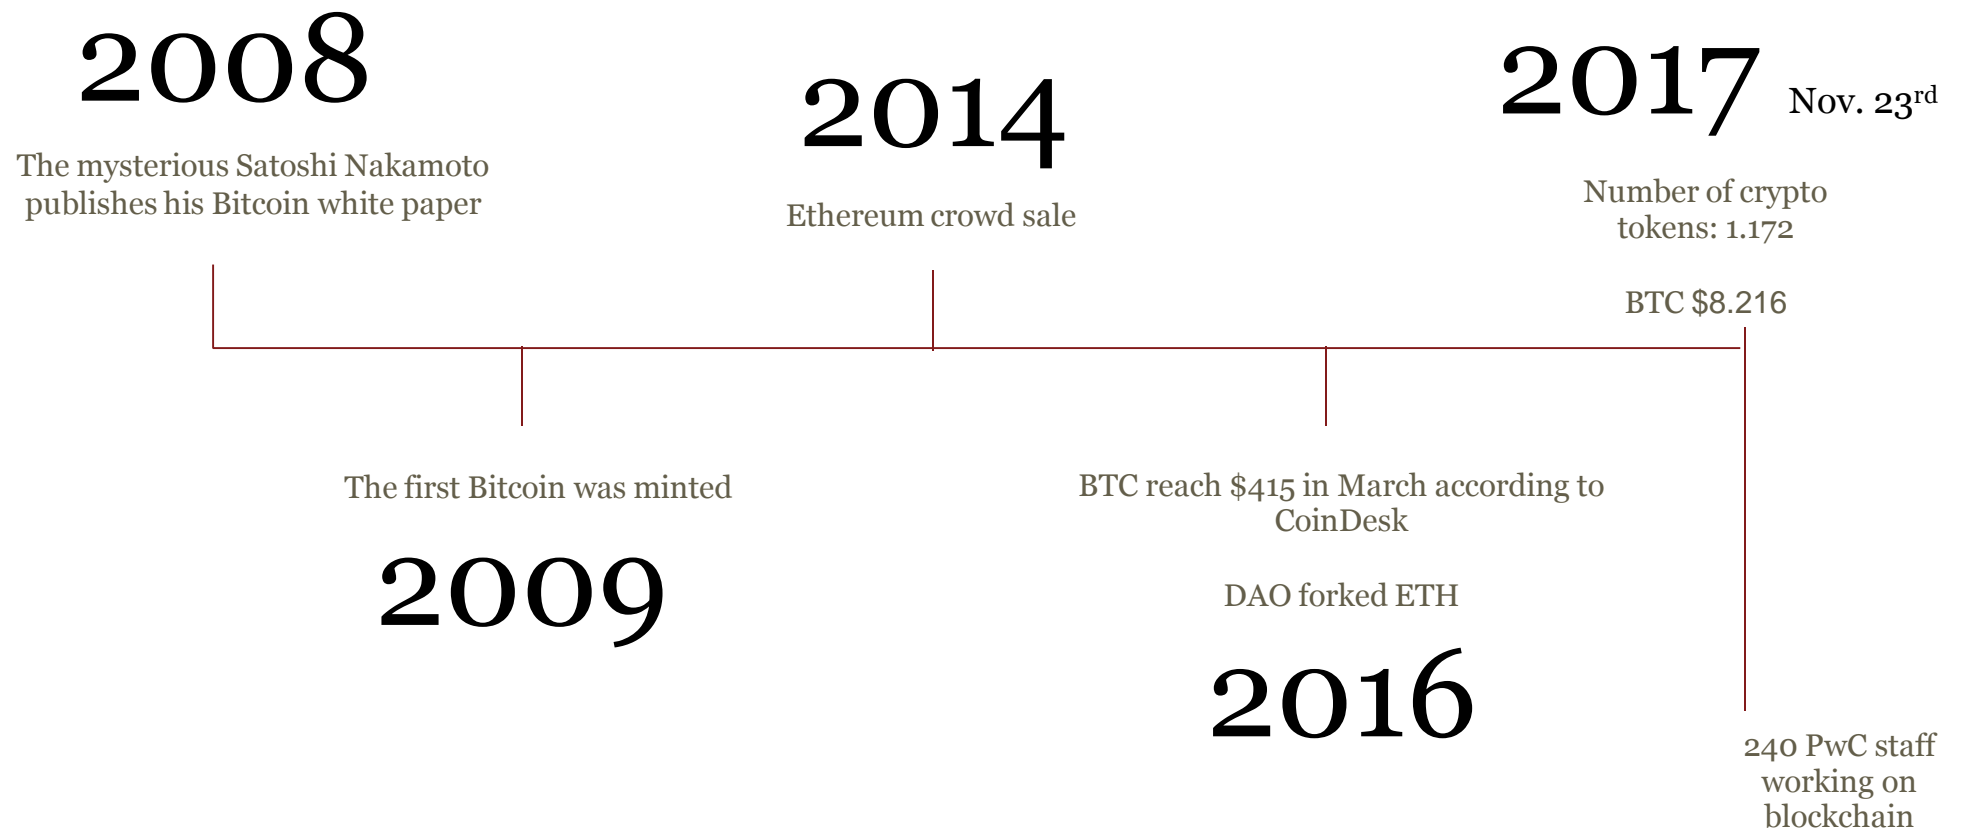 2008
The mysterious Satoshi Nakamoto
publishes his Bitcoin white paper
The first Bitcoin was minted
2009
2014
Ethereum crowd sale
BTC reach $415 in March according to
CoinDesk
DAO forked ETH
2016
2017 Nov. 23rd
Number of crypto
tokens: 1.172
BTC $8.216
240 PwC staff
working on
blockchain